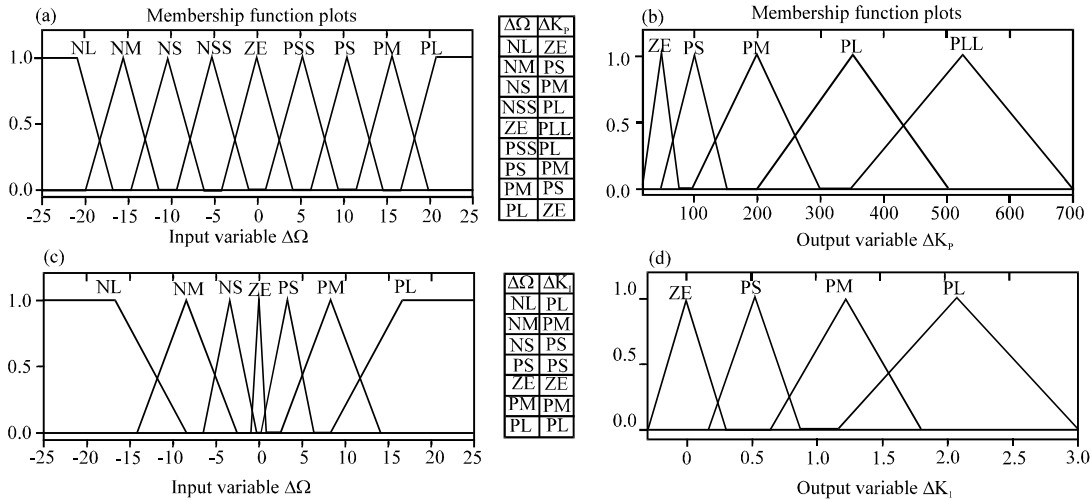 (a)
Membership function plots
NL NM NS NSS ZE PSS PS PM PL
1.0
0.5
0.0
-25 -20 -15 -10 -5 0 5 10 15 20 25
Input variable ΔΩ
ΔΩ ΔK_P
NL ZE
NM PS
NS PM
NSS PL
ZE PLL
PSS PL
PS PM
PM PS
PL ZE
(b)
Membership function plots
ZE PS PM PL PLL
1.0
0.5
0.0
100 200 300 400 500 600 700
Output variable ΔK_P
(c)
NL NM NS ZE PS PM PL
1.0
0.5
0.0
-25 -20 -15 -10 -5 0 5 10 15 20 25
Input variable ΔΩ
ΔΩ ΔK_I
NL PL
NM PM
NS PS
PS PS
ZE ZE
PM PM
PL PL
(d)
ZE PS PM PL
1.0
0.5
0.0
0 0.5 1.0 1.5 2.0 2.5 3.0
Output variable ΔK_I